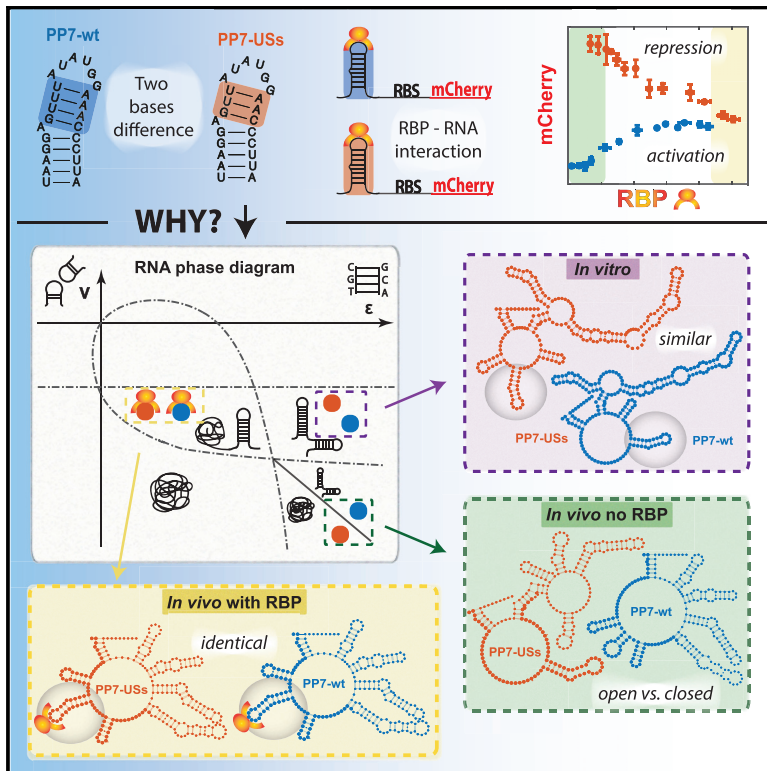 PP7-wt
U A U G
A G
U A
U A
U A
G C
A C
G C
G U
A U
A A
U
Two
bases
difference
PP7-USs
RBS mCherry
RBP - RNA
interaction
RBS mCherry
mCherry
repression
activation
RBP
WHY?
RNA phase diagram
V
C G
G C
T A
ε
In vitro
similar
PP7-USs
PP7-wt
In vivo no RBP
PP7-USs
PP7-wt
open vs. closed
In vivo with RBP
identical
PP7-USs
PP7-wt